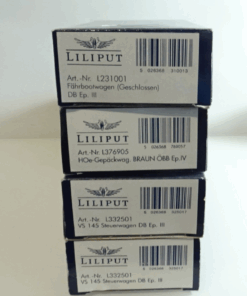 LILIPUT
Art.-Nr. L231001
Fährbootwagen (Geschlossen)
DB Ep. III
LILIPUT
Art.-Nr. L376905
HOe-Gepäckwag. BRAUN ÖBB Ep.IV
LILIPUT
Art.-Nr. L332501
VS 145 Steuerwagen DB Ep. III
LILIPUT
Art.-Nr. L332501
VS 145 Steuerwagen DB Ep. III